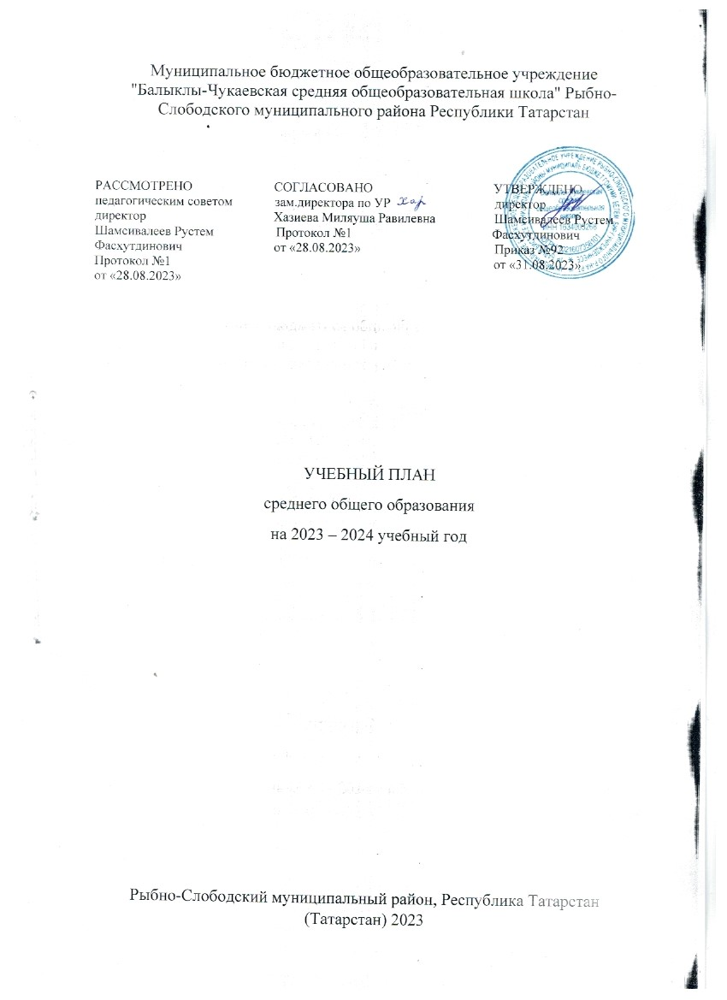 Муниципальное бюджетное общеобразовательное учреждение
"Балыклы-Чукаевская средняя общеобразовательная школа" Рыбно-
Слободского муниципального района Республики Татарстан
РАССМОТРЕНО
педагогическим советом
директор
Шамсивалеев Рустем
Фасхутдинович
Протокол №1
от «28.08.2023»
СОГЛАСОВАНО
зам.директора по УР Хаз
Хазиева Миляуша Равилевна
Протокол №1
от «28.08.2023»
УТВЕРЖДЕНО
директор
Шамсивалеев Рустем
Фасхутдинович
Приказ №92
от «31.08.2023»
УЧЕБНЫЙ ПЛАН
среднего общего образования
на 2023 – 2024 учебный год
Рыбно-Слободский муниципальный район, Республика Татарстан
(Татарстан) 2023